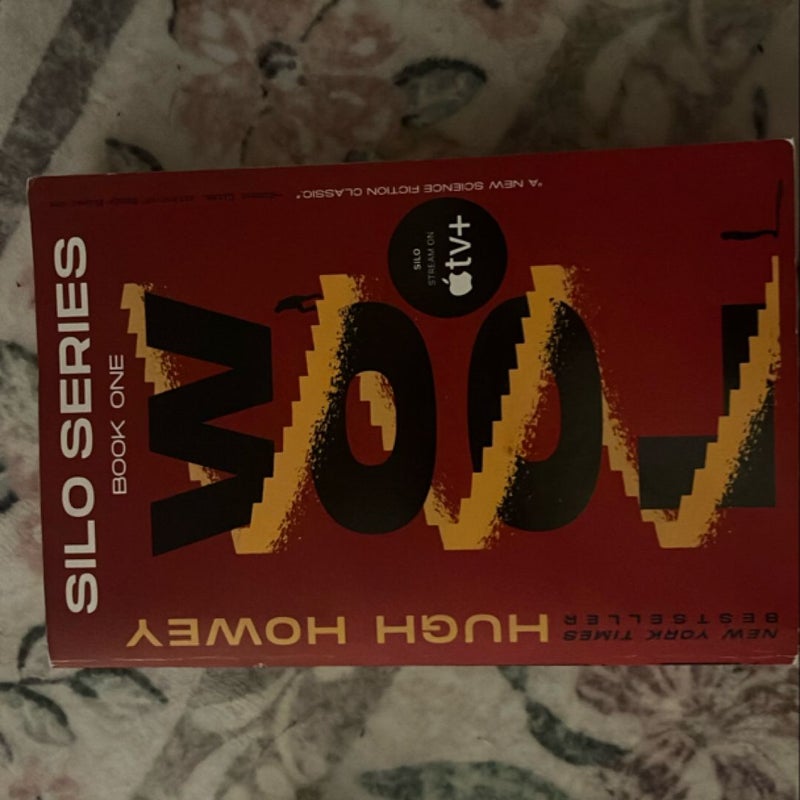 SILO SERIES
BOOK ONE
"A NEW SCIENCE FICTION CLASSIC."
SILO
STREAM ON
tv+
WOOL
NEW YORK TIMES
BESTSELLER
HUGH HOWEY